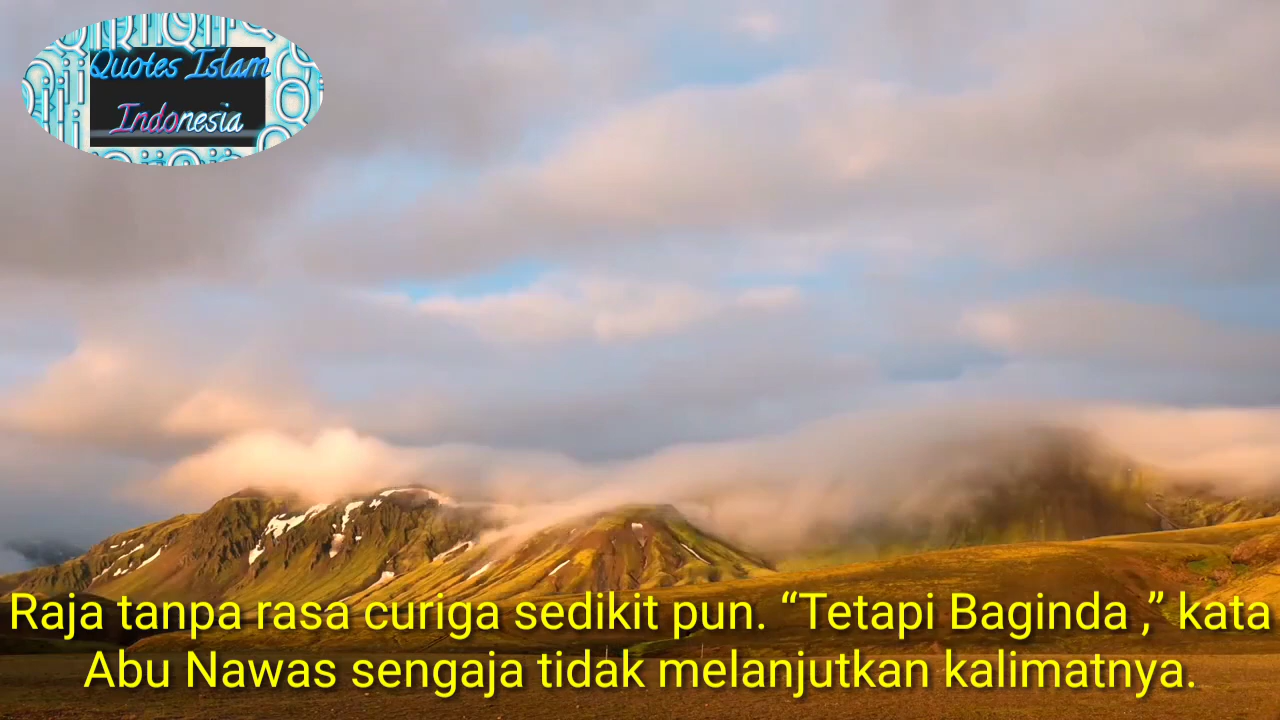 Quotes Islam
Indonesia
Raja tanpa rasa curiga sedikit pun. “Tetapi Baginda ,” kata
Abu Nawas sengaja tidak melanjutkan kalimatnya.